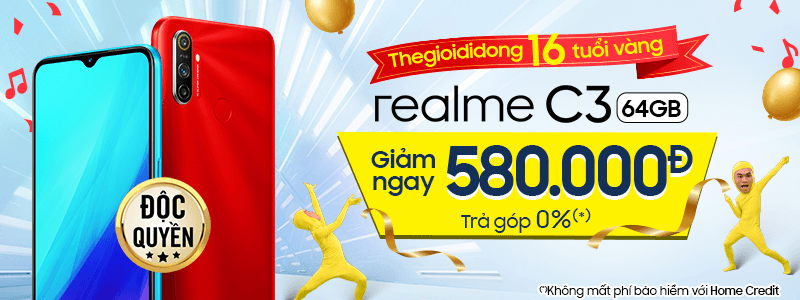 Thegioididong 16 tuổi vàng
realme C3 64GB
Giảm ngay 580.000Đ
Trả góp 0%(*)
ĐỘC
QUYỀN
(*)Không mất phí bảo hiểm với Home Credit